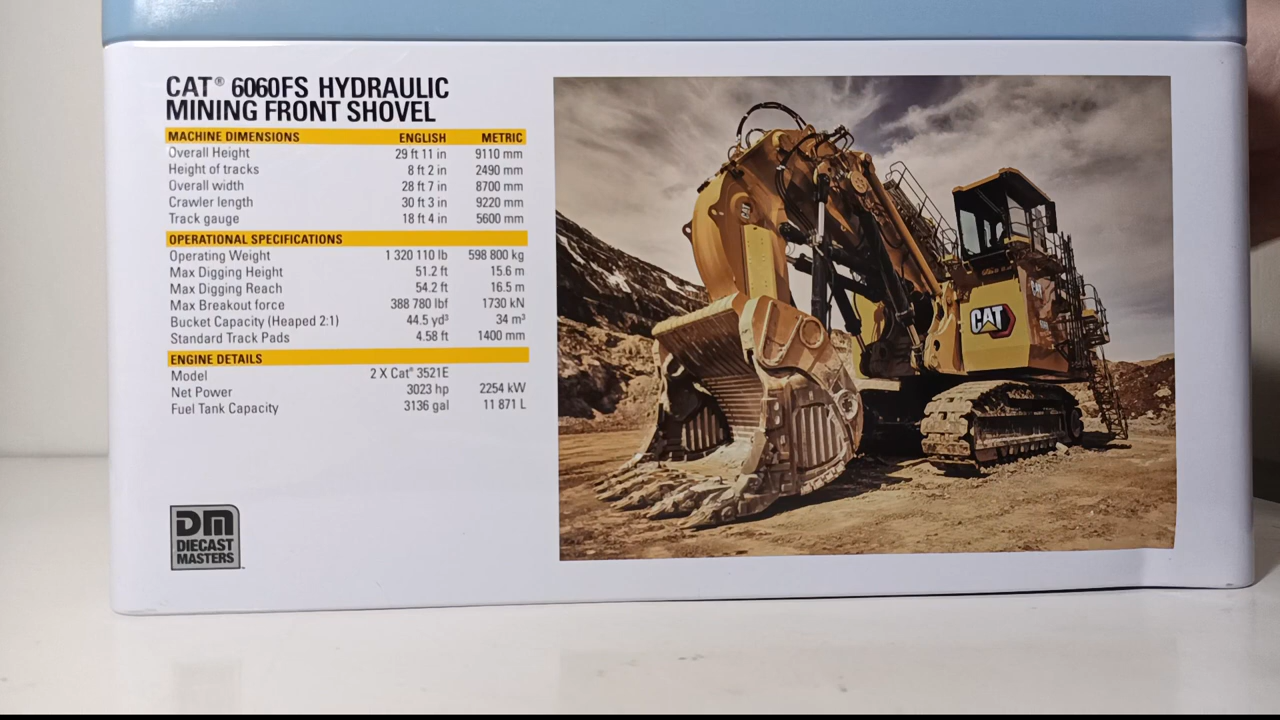 CAT® 6060FS HYDRAULIC
MINING FRONT SHOVEL
MACHINE DIMENSIONS ENGLISH METRIC
Overall Height 29 ft 11 in 9110 mm
Height of tracks 8 ft 2 in 2490 mm
Overall width 28 ft 7 in 8700 mm
Crawler length 30 ft 3 in 9220 mm
Track gauge 18 ft 4 in 5600 mm
OPERATIONAL SPECIFICATIONS
Operating Weight 1 320 110 lb 598 800 kg
Max Digging Height 51.2 ft 15.6 m
Max Digging Reach 54.2 ft 16.5 m
Max Breakout force 388 780 lbf 1730 kN
Bucket Capacity (Heaped 2:1) 44.5 yd³ 34 m³
Standard Track Pads 4.58 ft 1400 mm
ENGINE DETAILS
Model 2 X Cat® 3521E
Net Power 3023 hp 2254 kW
Fuel Tank Capacity 3136 gal 11 871 L
DM
DIECAST
MASTERS
CAT